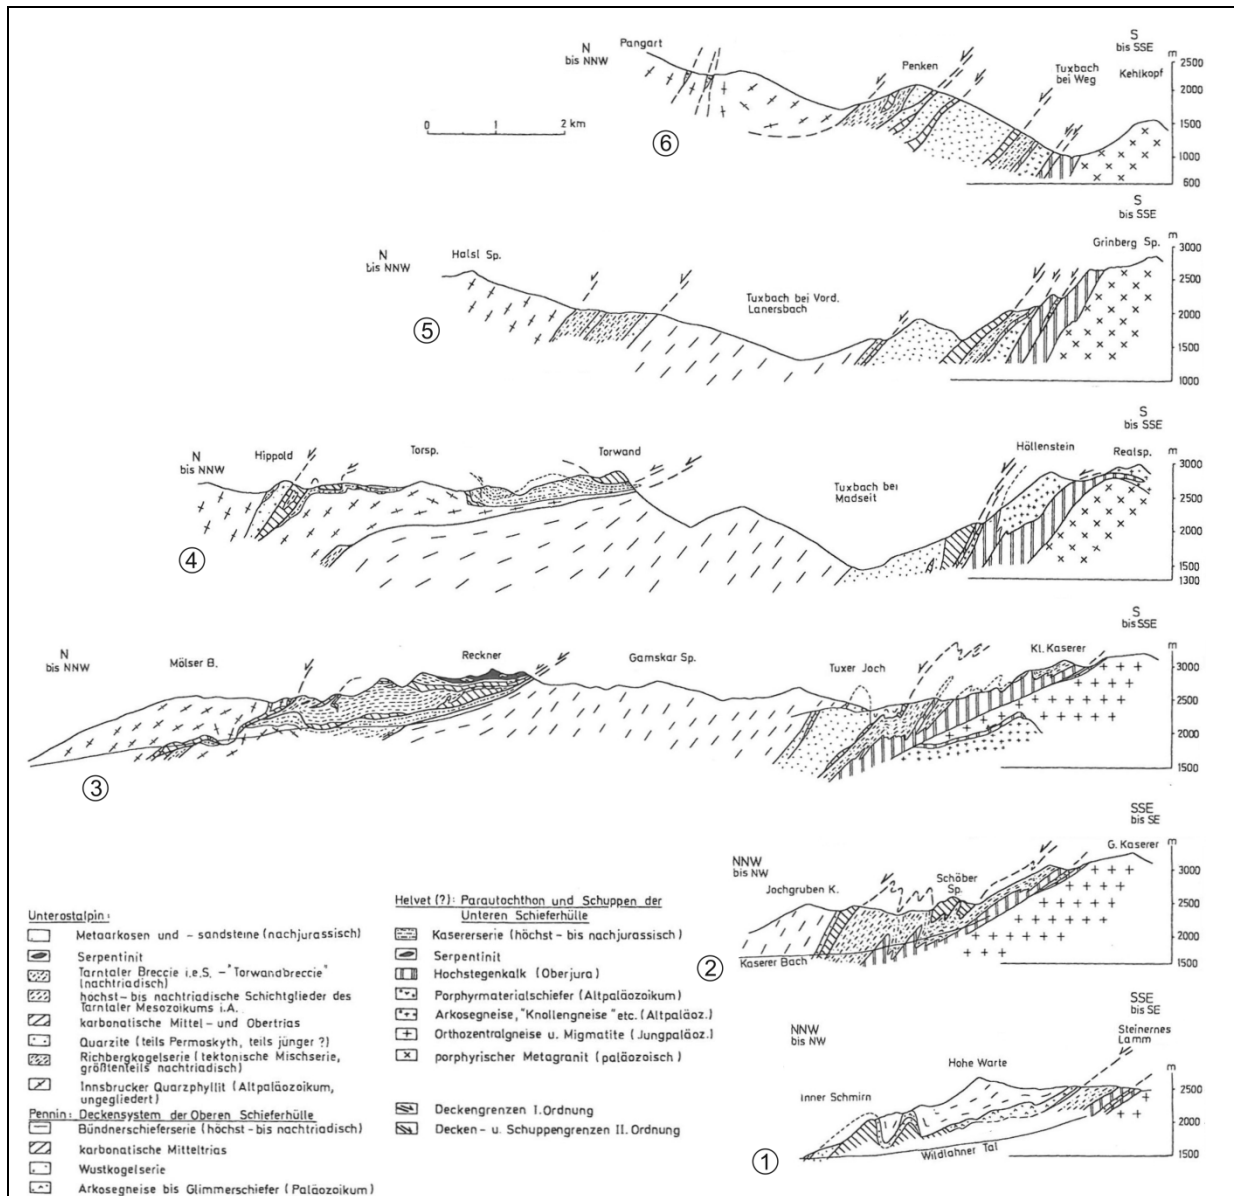 N
bis NNW
Pangart
Penken
Tuxbach
bei Weg
S
bis SSE
Kehlkopf
m
2500
2000
1500
1000
600
0 1 2 km
6
S
bis SSE
N
bis NNW
Halsl Sp.
Tuxbach bei Vord.
Lanersbach
Grinberg Sp.
m
3000
2500
2000
1500
1000
5
S
bis SSE
N
bis NNW
Hippold
Torsp.
Torwand
Tuxbach bei
Madseit
Höllenstein
Realsp.
m
3000
2500
2000
1500
1300
4
S
bis SSE
N
bis NNW
Mölser B.
Reckner
Gamskar Sp.
Tuxer Joch
Kl. Kaserer
m
3000
2500
2000
1500
3
SSE
bis SE
NNW
bis NW
Jochgruben K.
Schöber
Sp.
G. Kaserer
m
3000
2500
2000
1500
Kaserer Bach
2
SSE
bis SE
NNW
bis NW
Inner Schmirn
Hohe Warte
Steinernes
Lamm
m
2500
2000
1500
Wildlahner Tal
1
Unterostalpin:
Metaarkosen und -sandsteine (nachjurassisch)
Serpentinit
Tarntaler Breccie i.e.S. - "Torwandbreccie"
(nachtriadisch)
höchst- bis nachtriadische Schichtglieder des
Tarntaler Mesozoikums i.A.
karbonatische Mittel- und Obertrias
Quarzite (teils Permoskyth, teils jünger ?)
Richbergkogelserie (tektonische Mischserie,
größtenteils nachtriadisch)
Innsbrucker Quarzphyllit (Altpaläozoikum,
ungegliedert)
Pennin: Deckensystem der Oberen Schieferhülle
Bündnerschieferserie (höchst- bis nachtriadisch)
karbonatische Mitteltrias
Wustkogelserie
Arkosegneise bis Glimmerschiefer (Paläozoikum)
Helvet (?): Parautochthon und Schuppen der
Unteren Schieferhülle
Kasererserie (höchst- bis nachjurassisch)
Serpentinit
Hochstegenkalk (Oberjura)
Porphyrmaterialschiefer (Altpaläozoikum)
Arkosegneise, "Knollengneise" etc. (Altpaläoz.)
Orthozentralgneise u. Migmatite (Jungpaläoz.)
porphyrischer Metagranit (paläozoisch)
Deckengrenzen I. Ordnung
Decken- u. Schuppengrenzen II. Ordnung